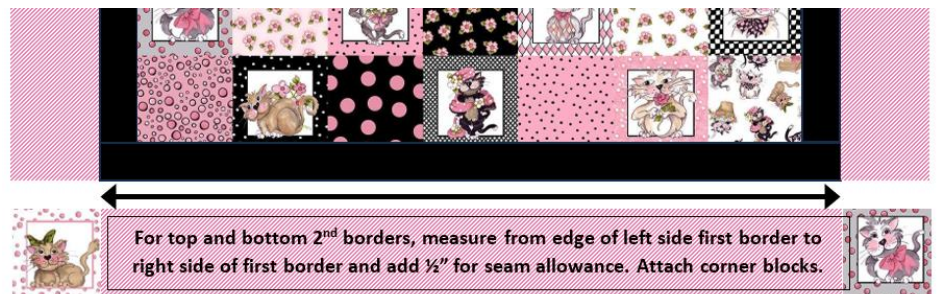 For top and bottom 2nd borders, measure from edge of left side first border to
right side of first border and add ½” for seam allowance. Attach corner blocks.